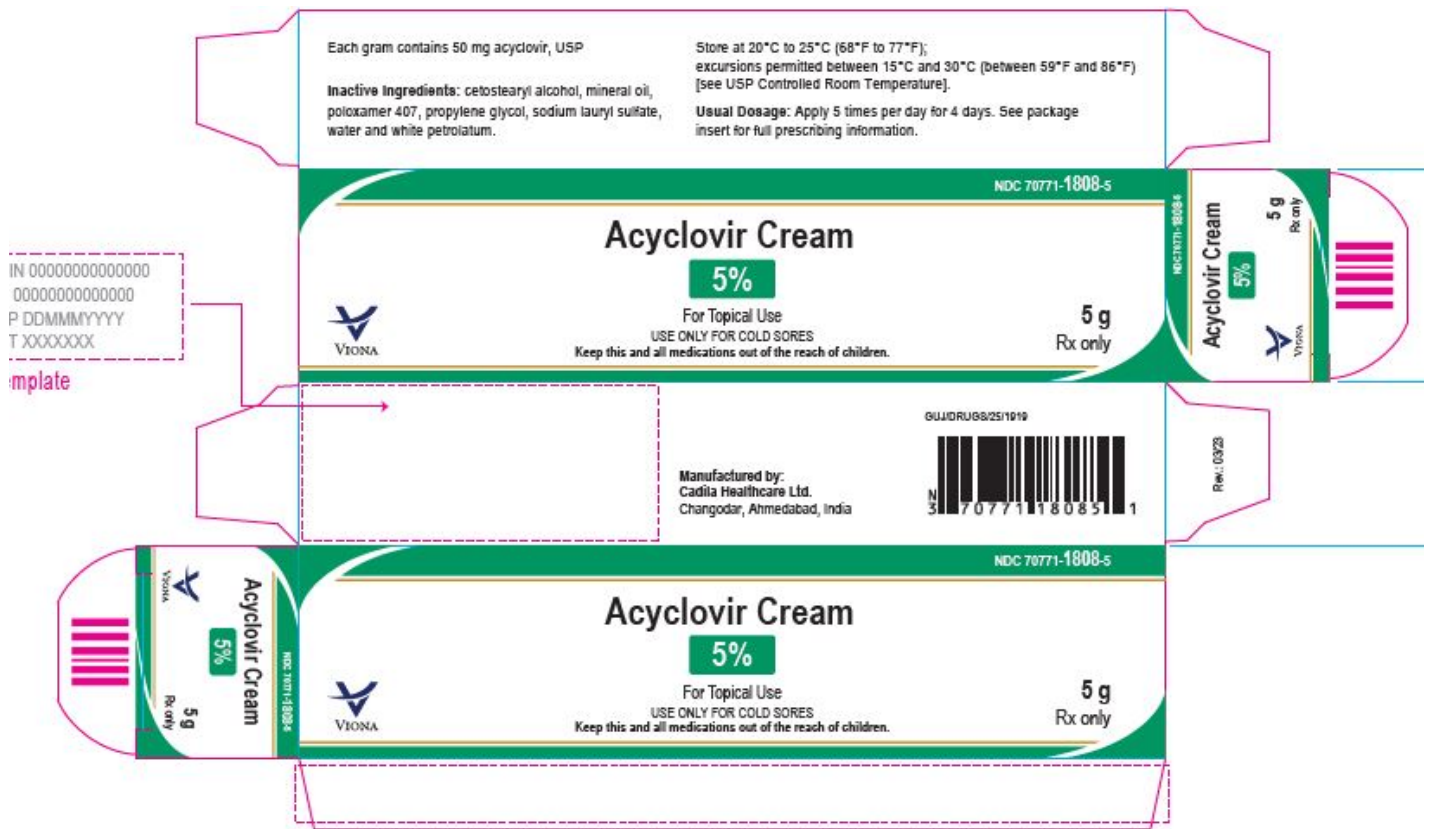 Each gram contains 50 mg acyclovir, USP
Inactive Ingredients: cetostearyl alcohol, mineral oil,
poloxamer 407, propylene glycol, sodium lauryl sulfate,
water and white petrolatum.
Store at 20°C to 25°C (68°F to 77°F);
excursions permitted between 15°C and 30°C (between 59°F and 86°F)
[see USP Controlled Room Temperature].
Usual Dosage: Apply 5 times per day for 4 days. See package
insert for full prescribing information.
NDC 70771-1808-5
Acyclovir Cream
5%
For Topical Use
USE ONLY FOR COLD SORES
Keep this and all medications out of the reach of children.
VIONA
5 g
Rx only
NDC 70771-1808-5
Acyclovir Cream
5%
5 g
Rx only
VIONA
IN 00000000000000
00000000000000
P DDMMMYYYY
T XXXXXXX
mplate
Manufactured by:
Cadila Healthcare Ltd.
Changodar, Ahmedabad, India
GUJ/DRUGS/25/1919
N
3 70771 18085 1
Rev.: 03/23
VIONA
Acyclovir Cream
5%
5 g
Rx only
NDC 70771-1808-5
NDC 70771-1808-5
Acyclovir Cream
5%
For Topical Use
USE ONLY FOR COLD SORES
Keep this and all medications out of the reach of children.
VIONA
5 g
Rx only